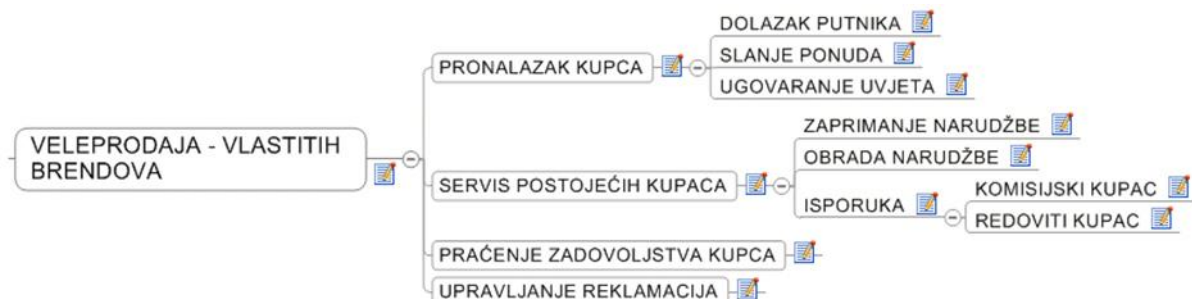 VELEPRODAJA - VLASTITIH
BRENDOVA
PRONALAZAK KUPCA
DOLAZAK PUTNIKA
SLANJE PONUDA
UGOVARANJE UVJETA
SERVIS POSTOJEĆIH KUPACA
ZAPRIMANJE NARUDŽBE
OBRADA NARUDŽBE
ISPORUKA
KOMISIJSKI KUPAC
REDOVITI KUPAC
PRAĆENJE ZADOVOLJSTVA KUPCA
UPRAVLJANJE REKLAMACIJA